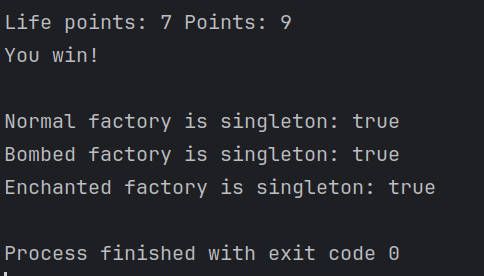 Life points: 7 Points: 9
You win!
Normal factory is singleton: true
Bombed factory is singleton: true
Enchanted factory is singleton: true
Process finished with exit code 0